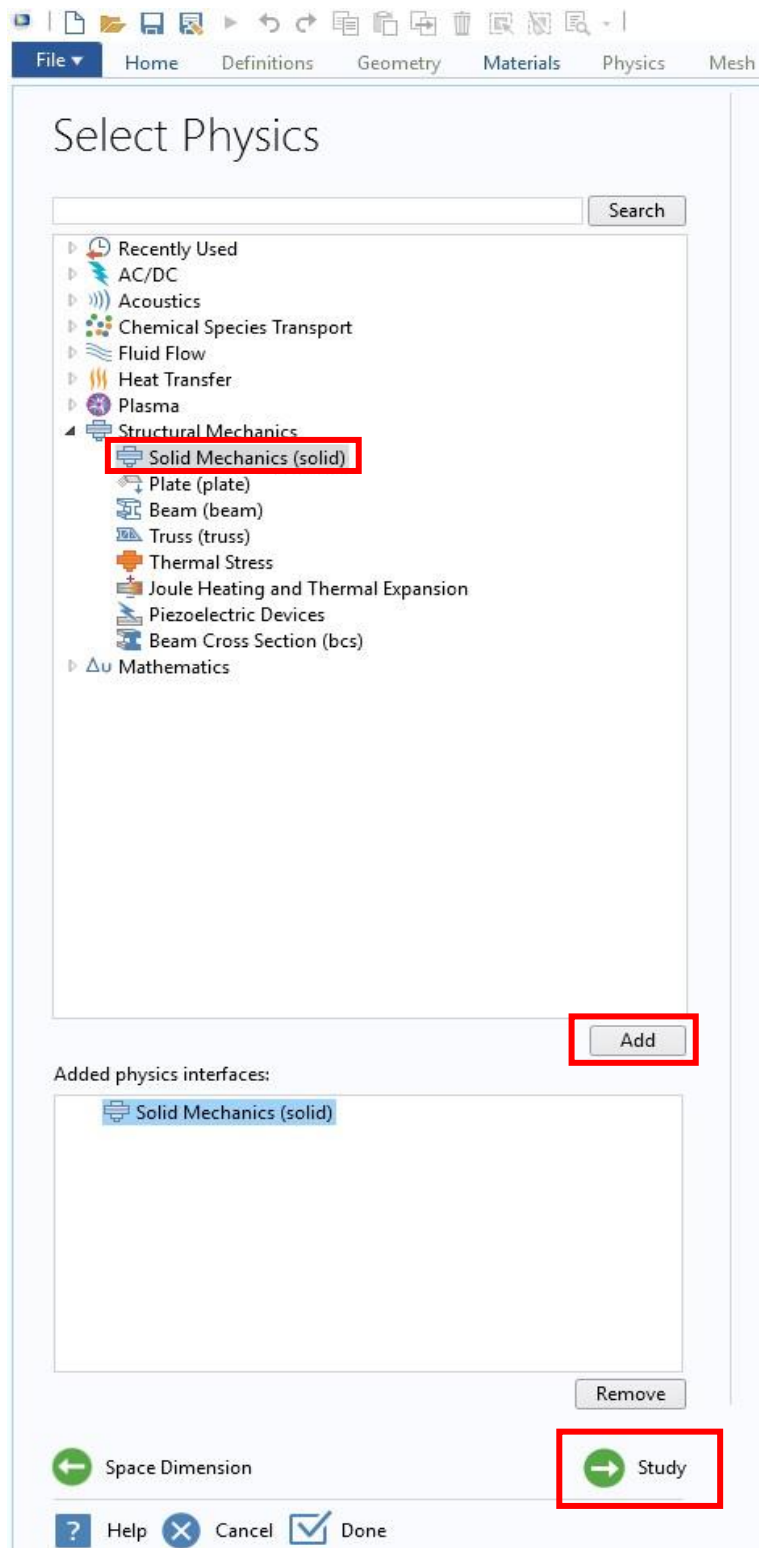 File Home Definitions Geometry Materials Physics Mesh
Select Physics
Search
Recently Used
AC/DC
Acoustics
Chemical Species Transport
Fluid Flow
Heat Transfer
Plasma
Structural Mechanics
Solid Mechanics (solid)
Plate (plate)
Beam (beam)
Truss (truss)
Thermal Stress
Joule Heating and Thermal Expansion
Piezoelectric Devices
Beam Cross Section (bcs)
Δu Mathematics
Add
Added physics interfaces:
Solid Mechanics (solid)
Remove
Space Dimension Study
? Help Cancel Done